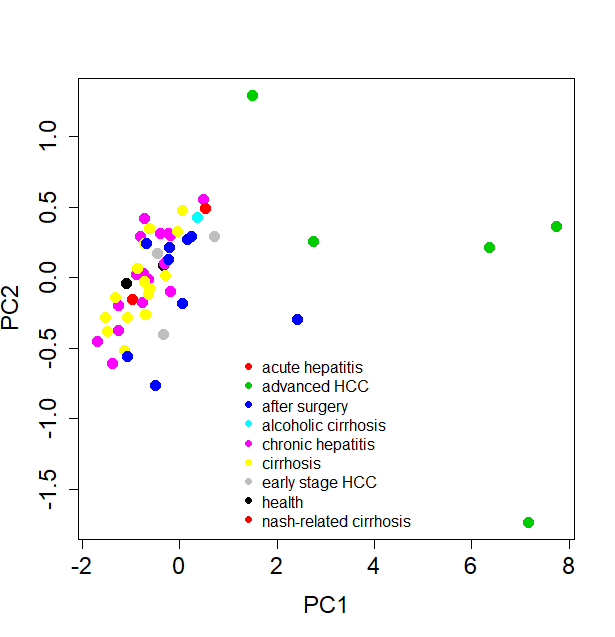 1.0
0.5
0.0
-0.5
-1.0
-1.5
PC2
acute hepatitis
advanced HCC
after surgery
alcoholic cirrhosis
chronic hepatitis
cirrhosis
early stage HCC
health
nash-related cirrhosis
-2 0 2 4 6 8
PC1